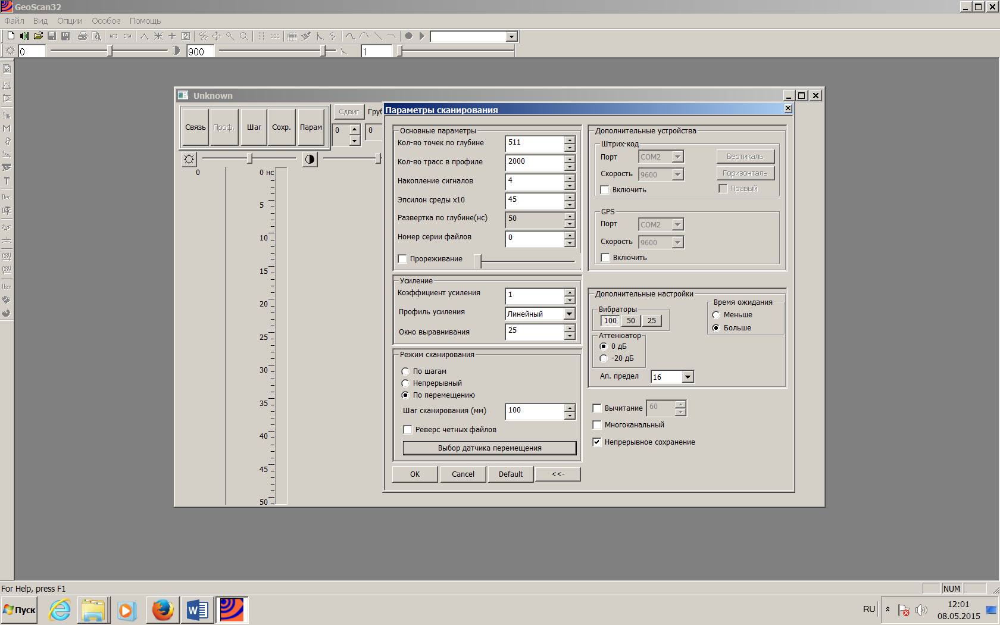 GeoScan32
Файл Вид Опции Особое Помощь
0 900 1
Unknown
Связь Проф. Шаг Сохр. Парам Сдвиг
0 0
0 0 нс
5
10
15
20
25
30
35
40
45
50
Параметры сканирования
Основные параметры
Кол-во точек по глубине 511
Кол-во трасс в профиле 2000
Накопление сигналов 4
Эпсилон среды x10 45
Развертка по глубине(нс) 50
Номер серии файлов 0
Прореживание
Усиление
Коэффициент усиления 1
Профиль усиления Линейный
Окно выравнивания 25
Режим сканирования
По шагам
Непрерывный
По перемещению
Шаг сканирования (мм) 100
Реверс четных файлов
Выбор датчика перемещения
OK Cancel Default <<-
Дополнительные устройства
Штрих-код
Порт COM2 Вертикаль
Скорость 9600 Горизонталь
Включить Правый
GPS
Порт COM2
Скорость 9600
Включить
Дополнительные настройки
Вибраторы
100 50 25
Время ожидания
Меньше
Больше
Аттенюатор
0 дБ
-20 дБ
Ап. предел 16
Вычитание 60
Многоканальный
Непрерывное сохранение
Sub
M
T
Dec
CSV
CSV
Usr
For Help, press F1 NUM
Пуск RU 12:01
08.05.2015